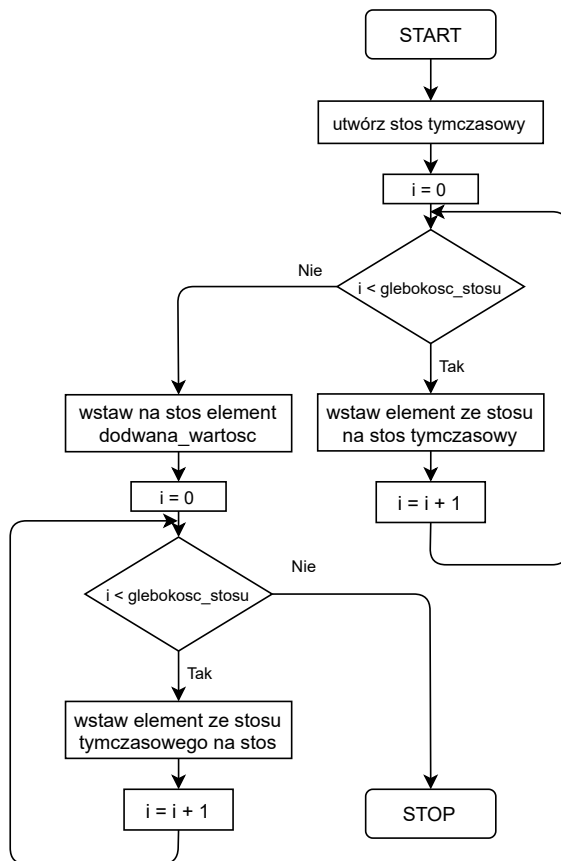 START
utwórz stos tymczasowy
i = 0
i < glebokosc_stosu
Nie
Tak
wstaw element ze stosu
na stos tymczasowy
i = i + 1
wstaw na stos element
dodwana_wartosc
i = 0
i < glebokosc_stosu
Nie
Tak
wstaw element ze stosu
tymczasowego na stos
i = i + 1
STOP